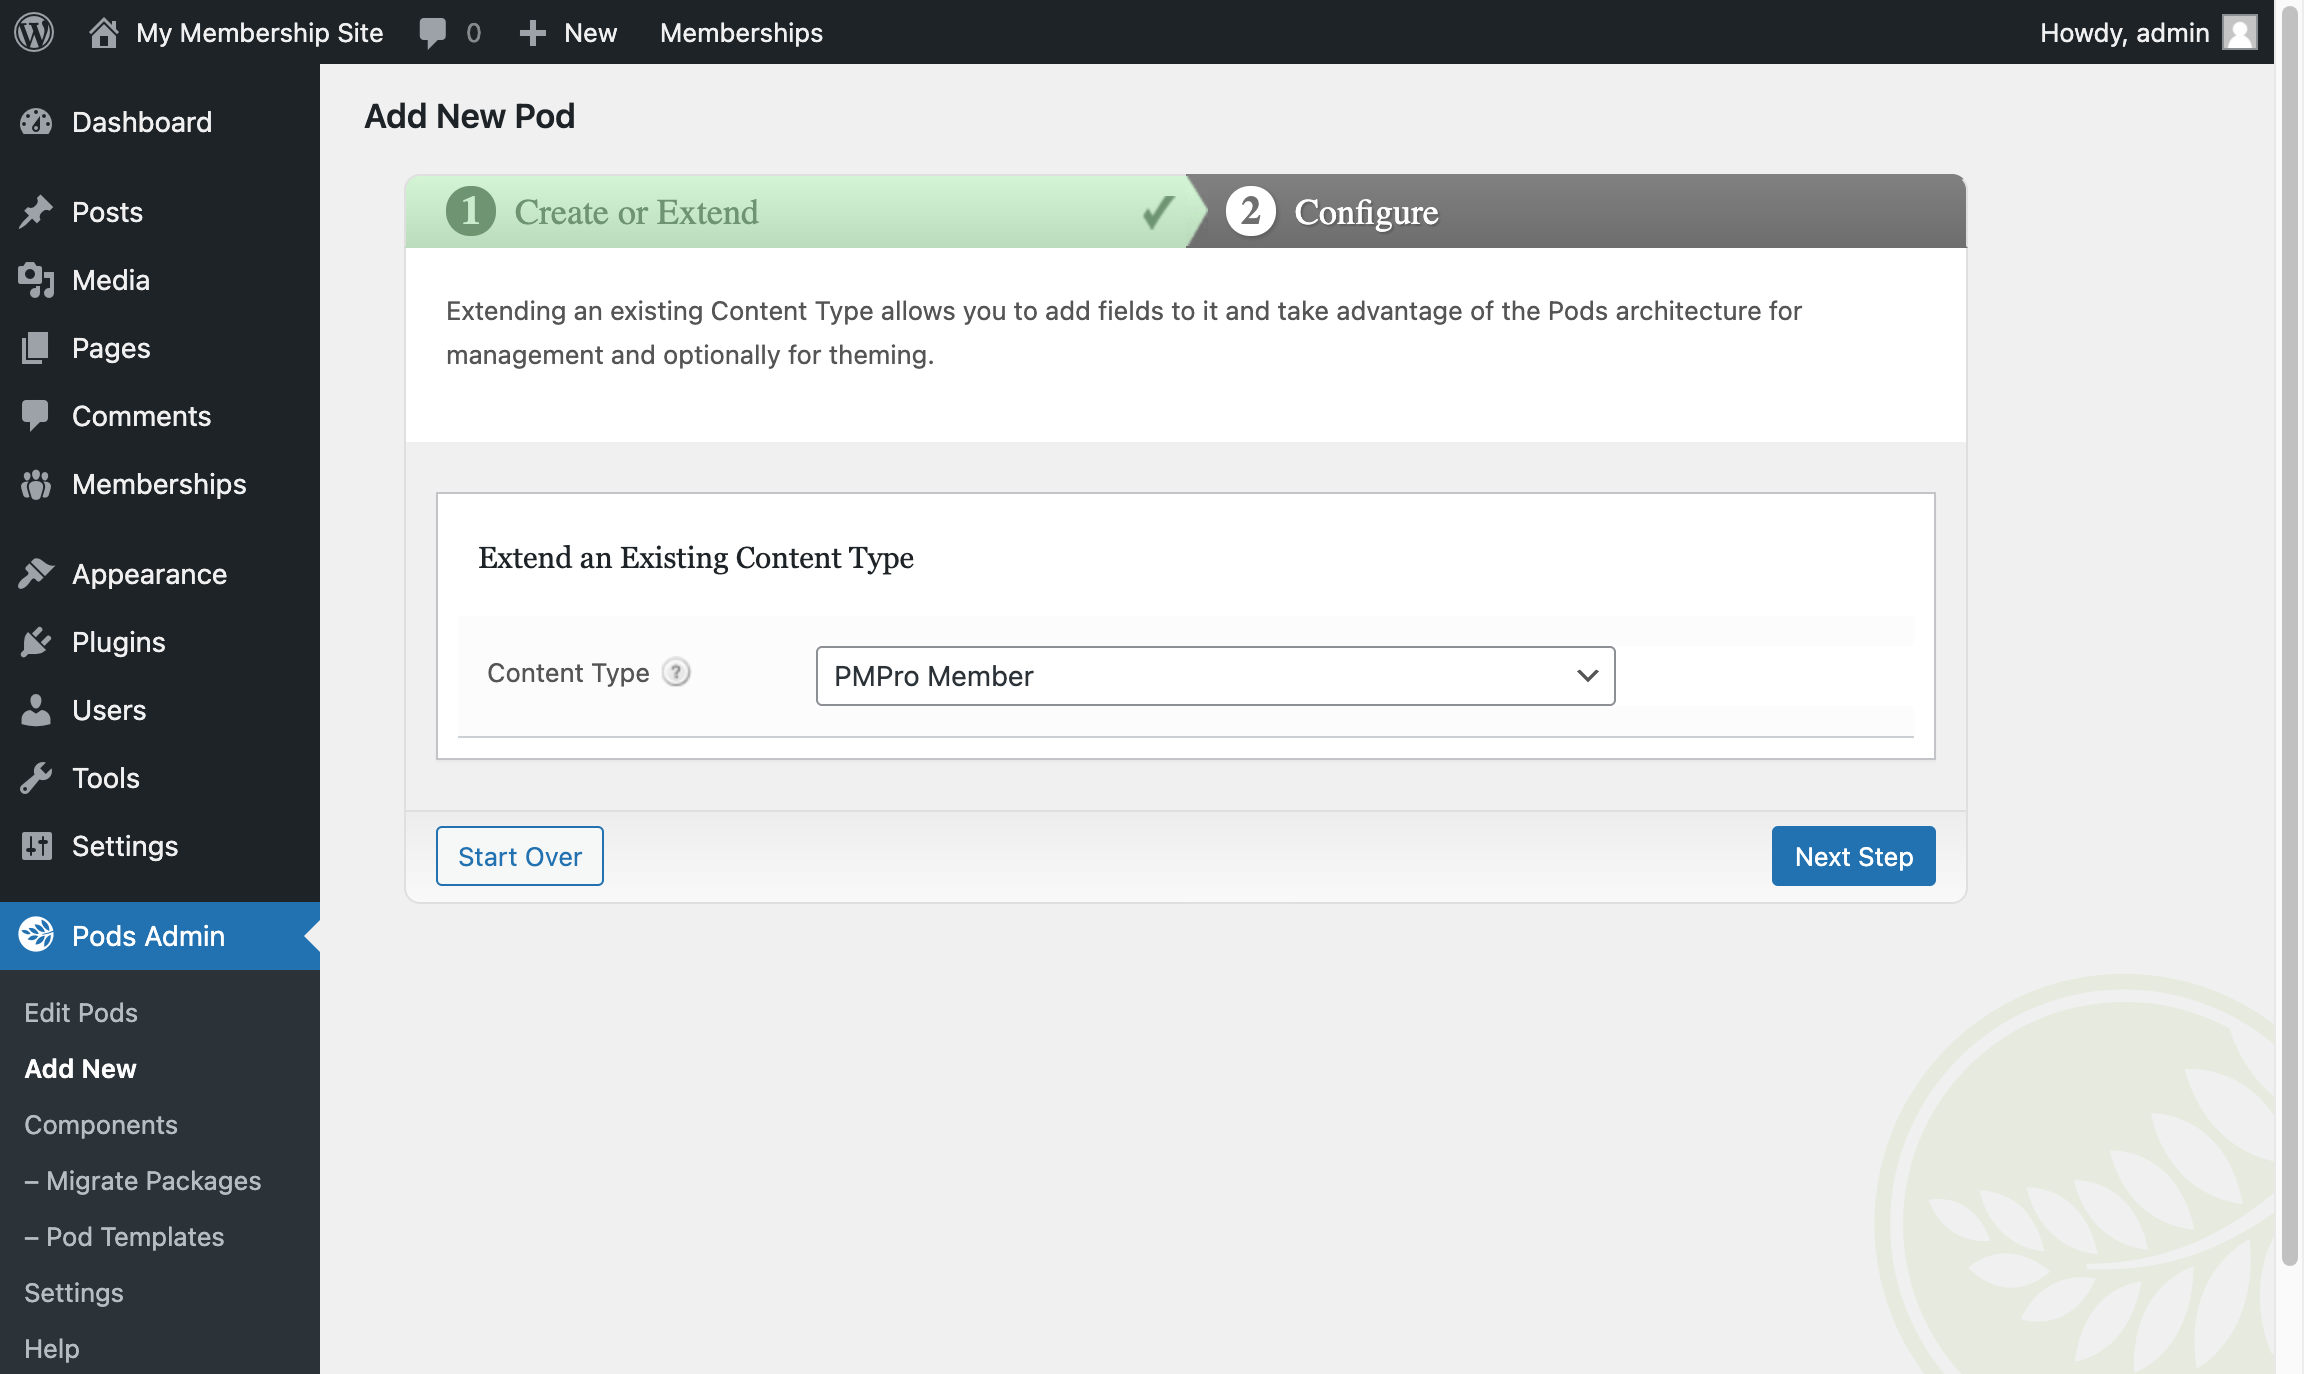 My Membership Site
0
New
Memberships
Howdy, admin
Dashboard
Posts
Media
Pages
Comments
Memberships
Appearance
Plugins
Users
Tools
Settings
Pods Admin
Edit Pods
Add New
Components
– Migrate Packages
– Pod Templates
Settings
Help
Add New Pod
1 Create or Extend ✓
2 Configure
Extending an existing Content Type allows you to add fields to it and take advantage of the Pods architecture for
management and optionally for theming.
Extend an Existing Content Type
Content Type ?
PMPro Member
Start Over
Next Step